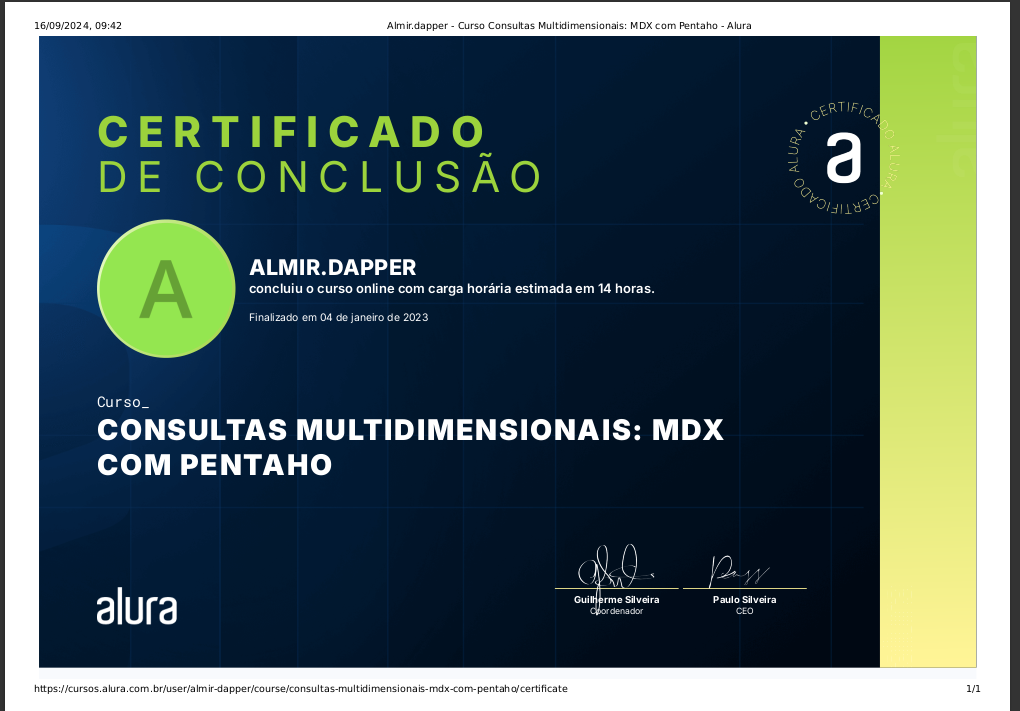 16/09/2024, 09:42
Almir.dapper - Curso Consultas Multidimensionais: MDX com Pentaho - Alura
CERTIFICADO
DE CONCLUSÃO
• CERTIFICADO ALURA • CERTIFICADO ALURA
a
A
ALMIR.DAPPER
concluiu o curso online com carga horária estimada em 14 horas.
Finalizado em 04 de janeiro de 2023
Curso_
CONSULTAS MULTIDIMENSIONAIS: MDX
COM PENTAHO
alura
Guilherme Silveira
Coordenador
Paulo Silveira
CEO
https://cursos.alura.com.br/user/almir-dapper/course/consultas-multidimensionais-mdx-com-pentaho/certificate
1/1